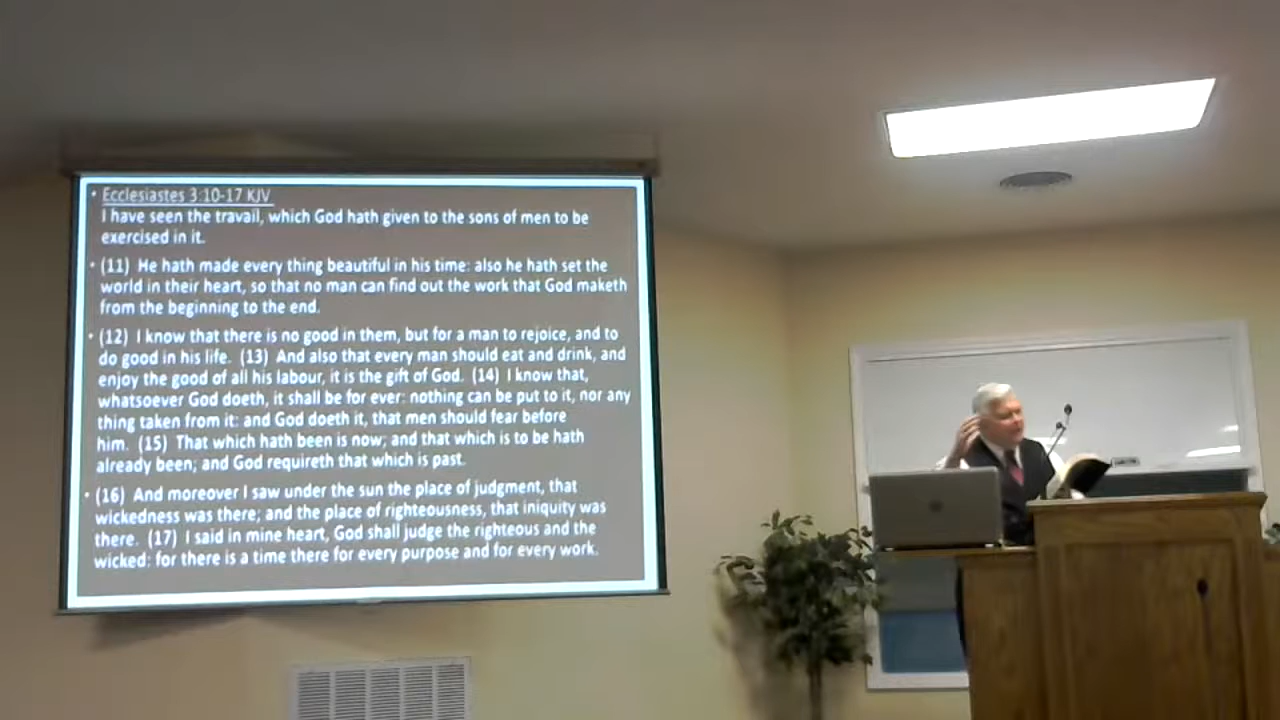 • Ecclesiastes 3:10-17 KJV
I have seen the travail, which God hath given to the sons of men to be
exercised in it.
• (11) He hath made every thing beautiful in his time: also he hath set the
world in their heart, so that no man can find out the work that God maketh
from the beginning to the end.
• (12) I know that there is no good in them, but for a man to rejoice, and to
do good in his life. (13) And also that every man should eat and drink, and
enjoy the good of all his labour, it is the gift of God. (14) I know that,
whatsoever God doeth, it shall be for ever: nothing can be put to it, nor any
thing taken from it: and God doeth it, that men should fear before
him. (15) That which hath been is now; and that which is to be hath
already been; and God requireth that which is past.
• (16) And moreover I saw under the sun the place of judgment, that
wickedness was there; and the place of righteousness, that iniquity was
there. (17) I said in mine heart, God shall judge the righteous and the
wicked: for there is a time there for every purpose and for every work.